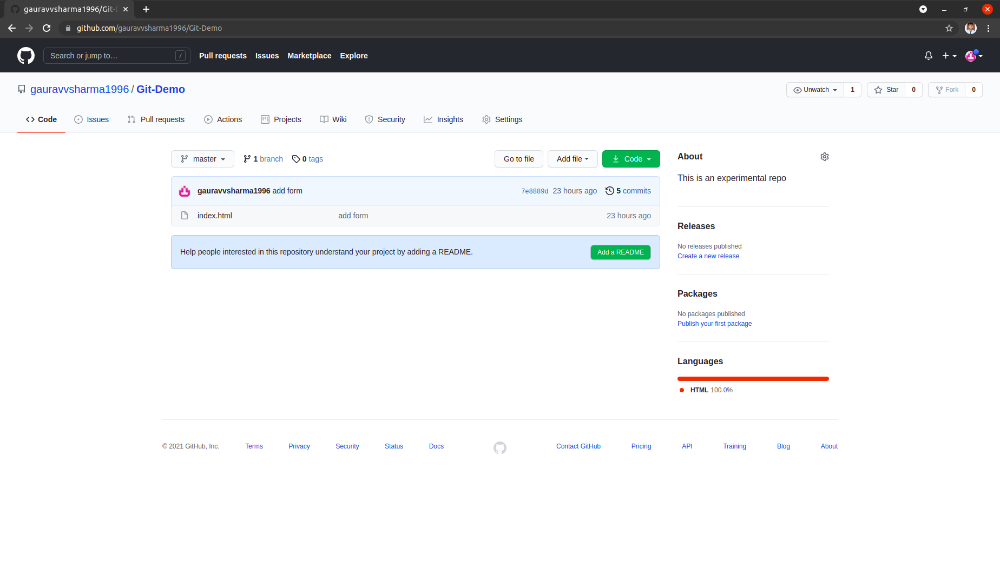 gauravvsharma1996/Git-D
github.com/gauravvsharma1996/Git-Demo
Search or jump to… / Pull requests Issues Marketplace Explore
gauravvsharma1996 / Git-Demo Unwatch 1 Star 0 Fork 0
Code Issues Pull requests Actions Projects Wiki Security Insights Settings
master 1 branch 0 tags Go to file Add file Code
gauravvsharma1996 add form 7e8889d 23 hours ago 5 commits
index.html add form 23 hours ago
Help people interested in this repository understand your project by adding a README. Add a README
About
This is an experimental repo
Releases
No releases published
Create a new release
Packages
No packages published
Publish your first package
Languages
HTML 100.0%
© 2021 GitHub, Inc. Terms Privacy Security Status Docs Contact GitHub Pricing API Training Blog About